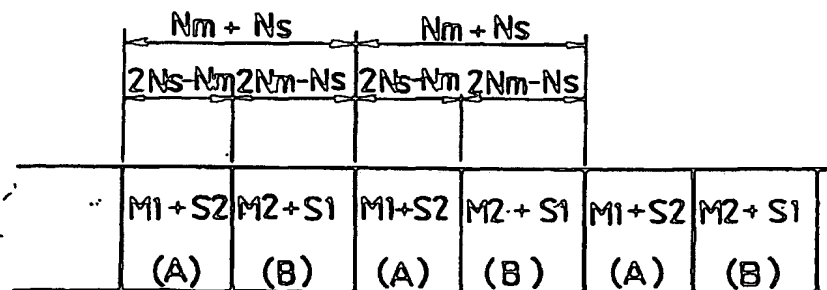 Nm + Ns Nm + Ns
2Ns-Nm 2Nm-Ns 2Ns-Nm 2Nm-Ns
M1+S2 M2+S1 M1+S2 M2+S1 M1+S2 M2+S1
(A) (B) (A) (B) (A) (B)